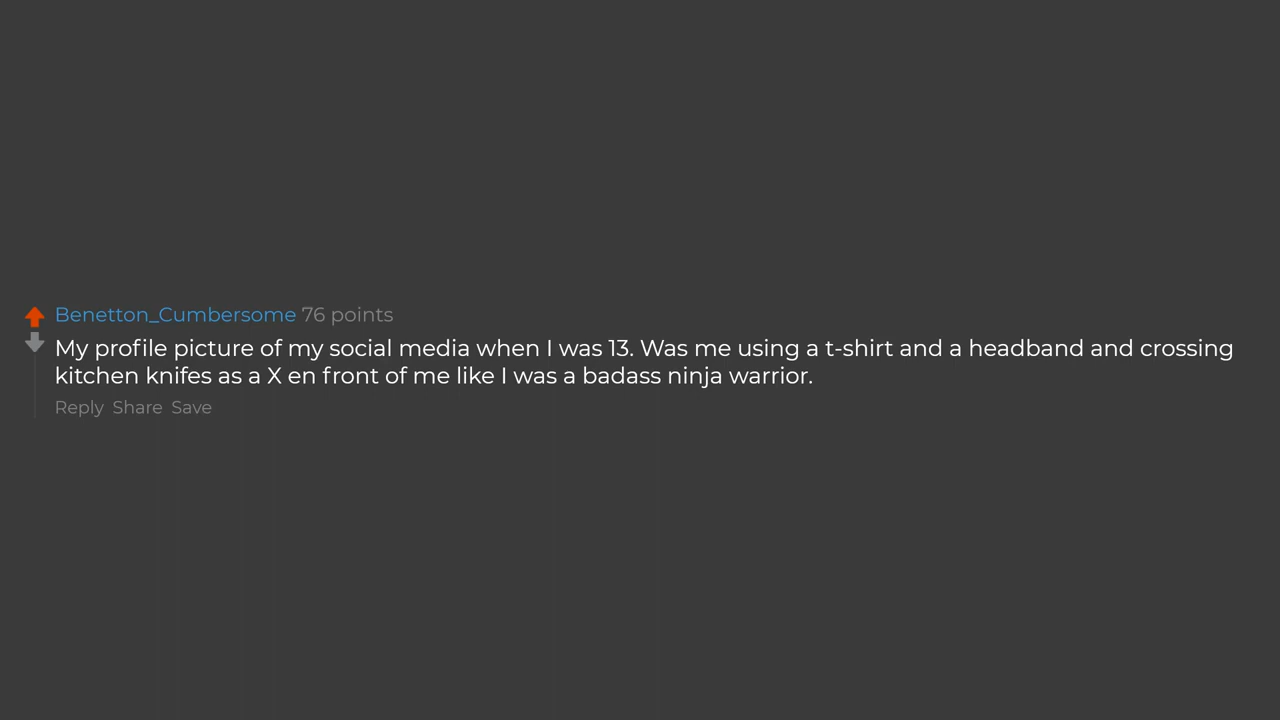 Benetton_Cumbersome 76 points
My profile picture of my social media when I was 13. Was me using a t-shirt and a headband and crossing
kitchen knifes as a X en front of me like I was a badass ninja warrior.
Reply Share Save